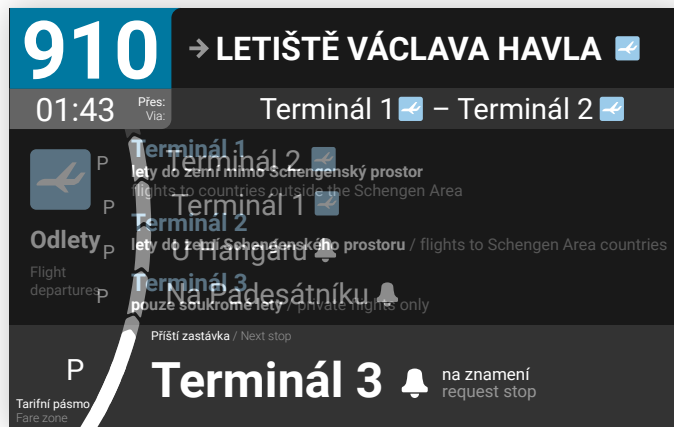 910
→ LETIŠTĚ VÁCLAVA HAVLA
01:43
Přes:
Via:
Terminál 1 – Terminál 2
Terminál 1
lety do zemí mimo Schengenský prostor
flights to countries outside the Schengen Area
P Terminál 2
P Terminál 1
Terminál 2
lety do zemí Schengenského prostoru / flights to Schengen Area countries
Odlety
Flight
departures
P U Hangáru
Terminál 3
pouze soukromé lety / private flights only
P Na Padesátníku
Příští zastávka / Next stop
P
Terminál 3
na znamení
request stop
Tarifní pásmo
Fare zone